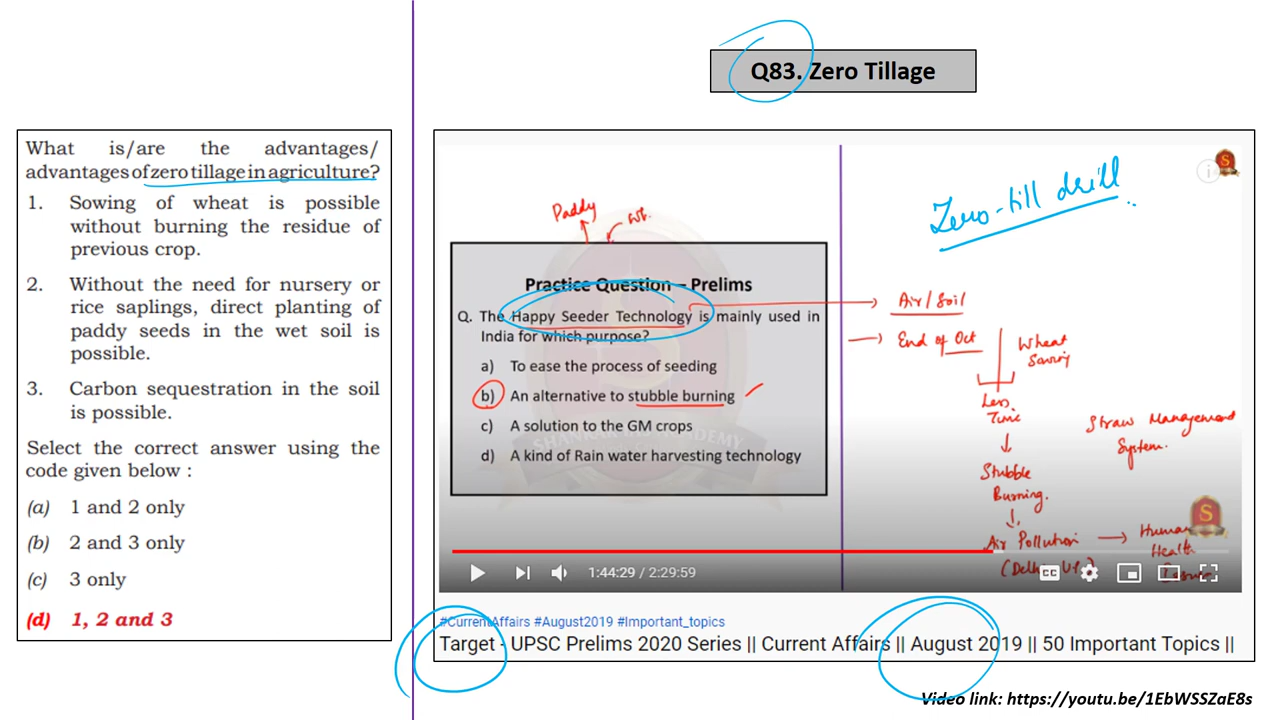 Q83. Zero Tillage
What is/are the advantages/
advantages of zero tillage in agriculture?
1. Sowing of wheat is possible
without burning the residue of
previous crop.
2. Without the need for nursery or
rice saplings, direct planting of
paddy seeds in the wet soil is
possible.
3. Carbon sequestration in the soil
is possible.
Select the correct answer using the
code given below :
(a) 1 and 2 only
(b) 2 and 3 only
(c) 3 only
(d) 1, 2 and 3
Zero-till drill
Paddy
wt.
Practice Question – Prelims
Q. The Happy Seeder Technology is mainly used in
India for which purpose?
a) To ease the process of seeding
b) An alternative to stubble burning
c) A solution to the GM crops
d) A kind of Rain water harvesting technology
SHANKAR IAS ACADEMY
Air/Soil
End of Oct
Wheat
Less
Time
Straw Management
System.
Stubble
Burning.
Air Pollution
Human
Health
CC
1:44:29 / 2:29:59
#CurrentAffairs #August2019 #Important_topics
Target - UPSC Prelims 2020 Series || Current Affairs || August 2019 || 50 Important Topics ||
Video link: https://youtu.be/1EbWSSZaE8s